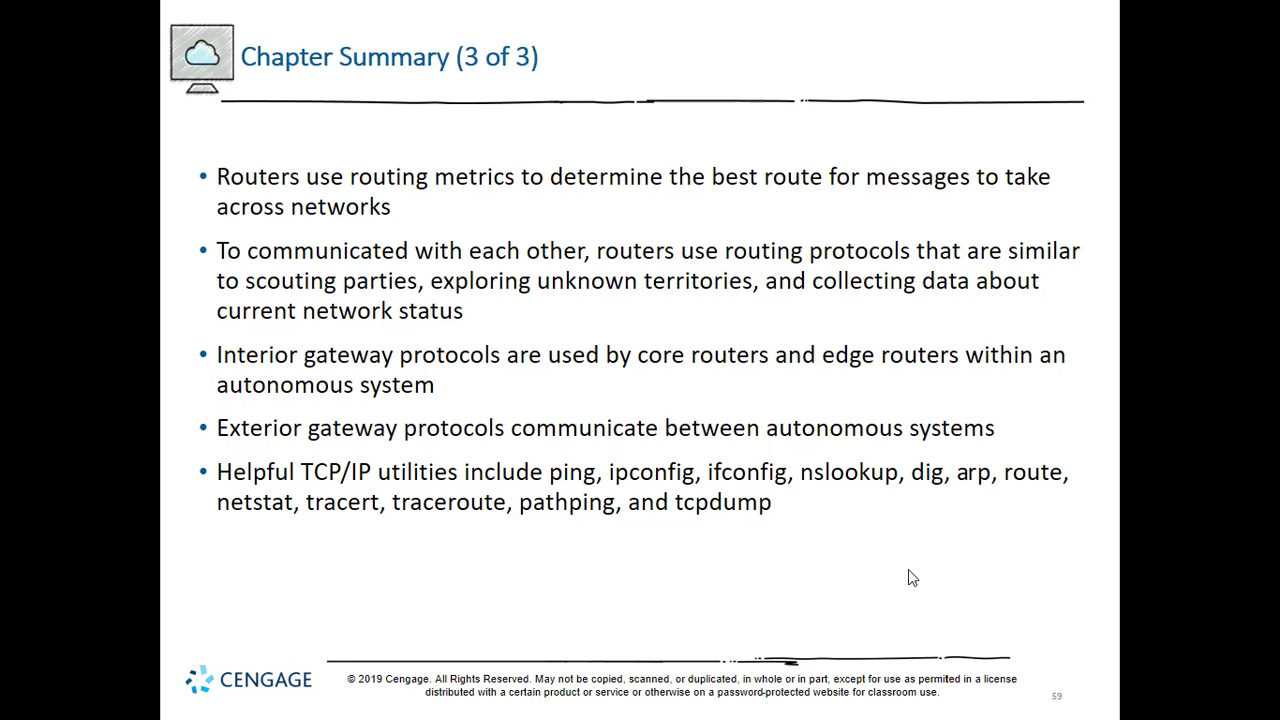 Chapter Summary (3 of 3)
• Routers use routing metrics to determine the best route for messages to take
across networks
• To communicated with each other, routers use routing protocols that are similar
to scouting parties, exploring unknown territories, and collecting data about
current network status
• Interior gateway protocols are used by core routers and edge routers within an
autonomous system
• Exterior gateway protocols communicate between autonomous systems
• Helpful TCP/IP utilities include ping, ipconfig, ifconfig, nslookup, dig, arp, route,
netstat, tracert, traceroute, pathping, and tcpdump
CENGAGE
© 2019 Cengage. All Rights Reserved. May not be copied, scanned, or duplicated, in whole or in part, except for use as permitted in a license
distributed with a certain product or service or otherwise on a password-protected website for classroom use.
59